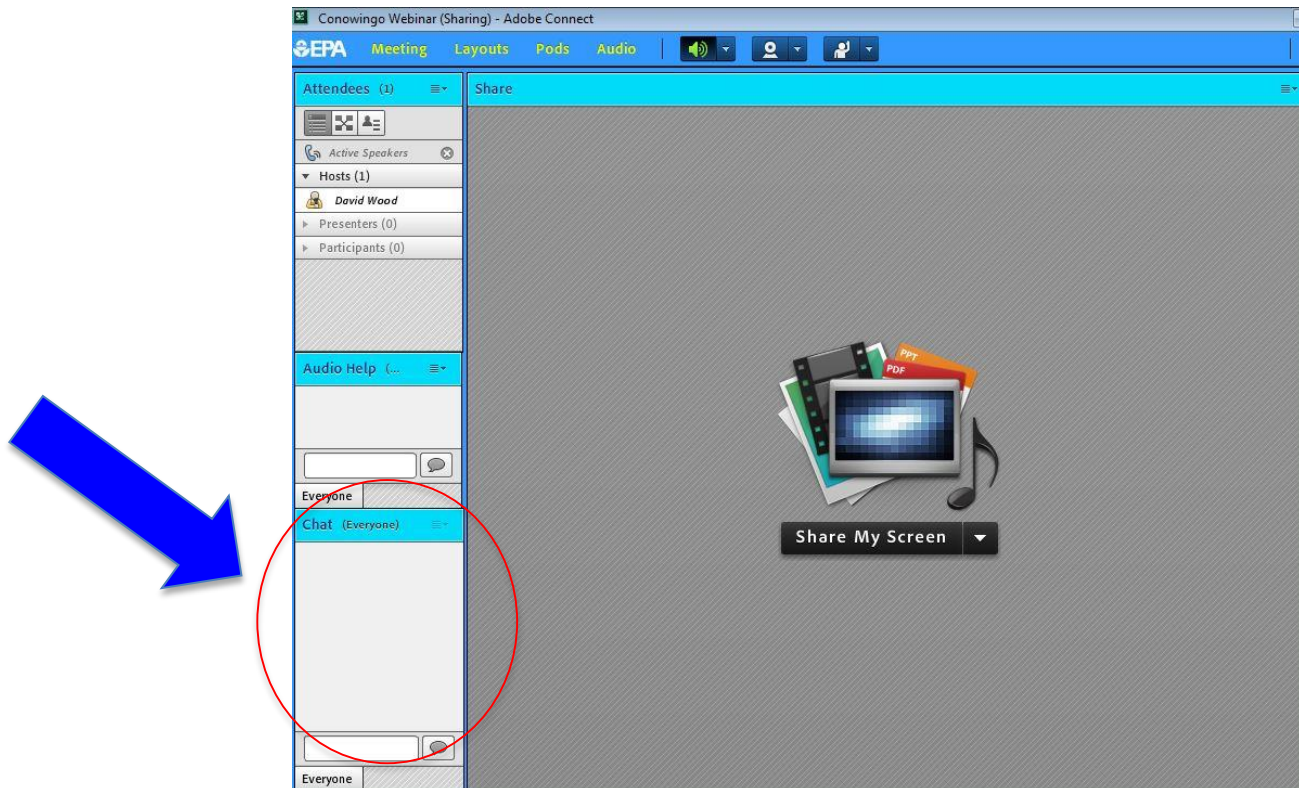 Conowingo Webinar (Sharing) - Adobe Connect
EPA Meeting Layouts Pods Audio
Attendees (1)
Share
Active Speakers
Hosts (1)
David Wood
Presenters (0)
Participants (0)
Audio Help (...
PPT
PDF
Everyone
Chat (Everyone)
Share My Screen
Everyone